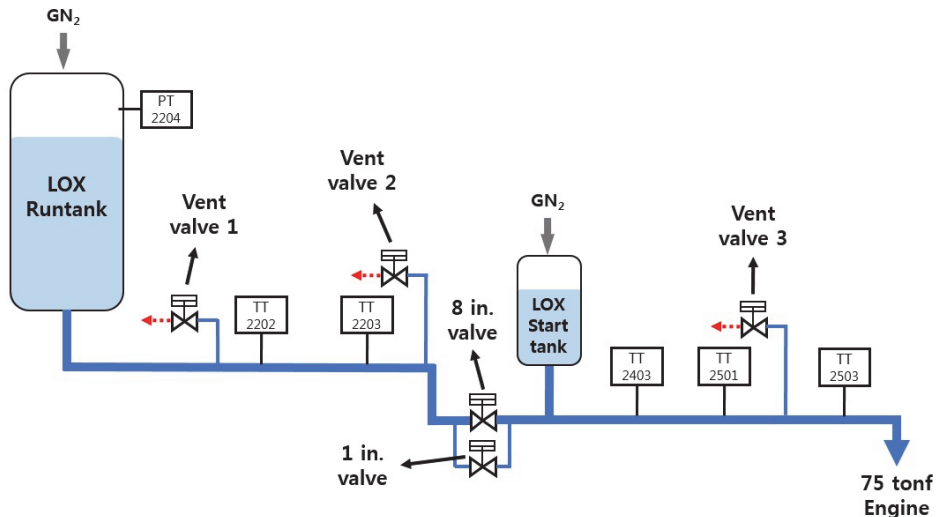 GN₂
PT
2204
LOX
Runtank
Vent
valve 1
Vent
valve 2
TT
2202
TT
2203
8 in.
valve
1 in.
valve
GN₂
LOX
Start
tank
Vent
valve 3
TT
2403
TT
2501
TT
2503
75 tonf
Engine